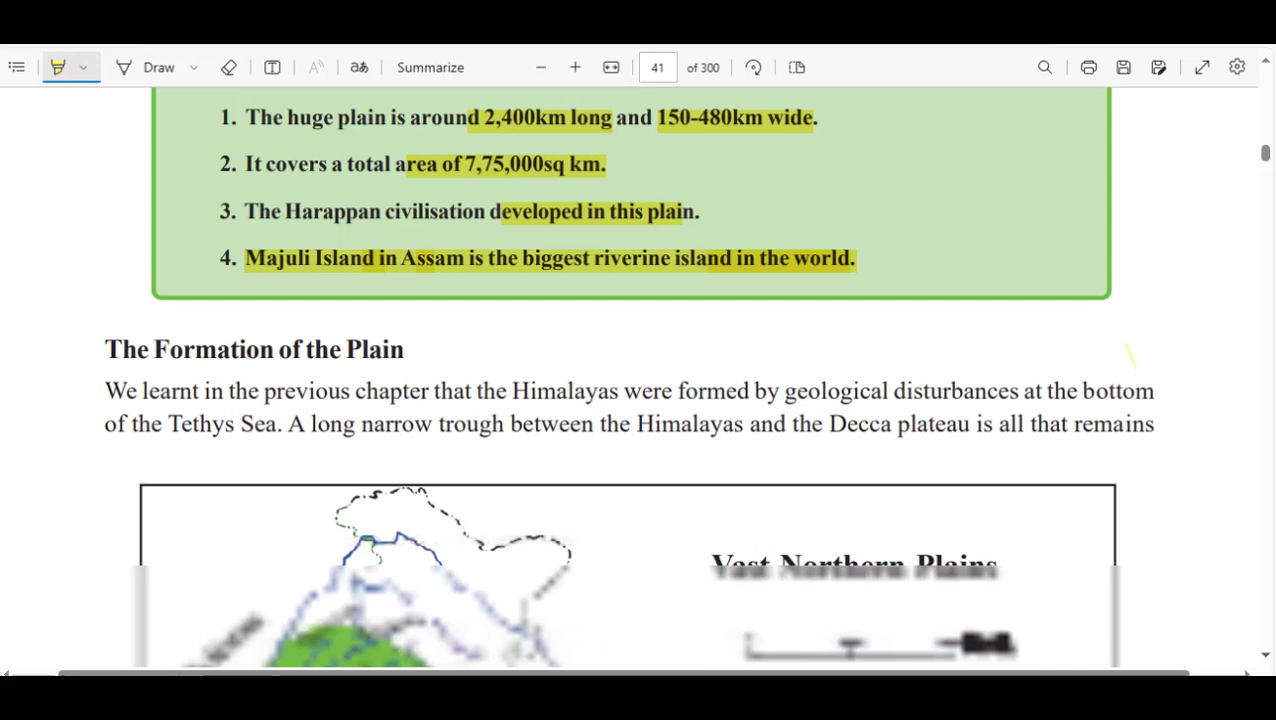 Draw
Summarize
41
of 300
1. The huge plain is around 2,400km long and 150-480km wide.
2. It covers a total area of 7,75,000sq km.
3. The Harappan civilisation developed in this plain.
4. Majuli Island in Assam is the biggest riverine island in the world.
The Formation of the Plain
We learnt in the previous chapter that the Himalayas were formed by geological disturbances at the bottom
of the Tethys Sea. A long narrow trough between the Himalayas and the Decca plateau is all that remains
Vast Northern Plains